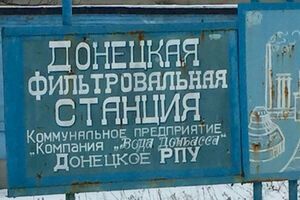 ДОНЕЦКАЯ
ФИЛЬТРОВАЛЬНАЯ
СТАНЦИЯ
КОММУНАЛЬНОЕ ПРЕДПРИЯТИЕ
"КОМПАНИЯ "Вода Донбасса"
ДОНЕЦКОЕ РПУ